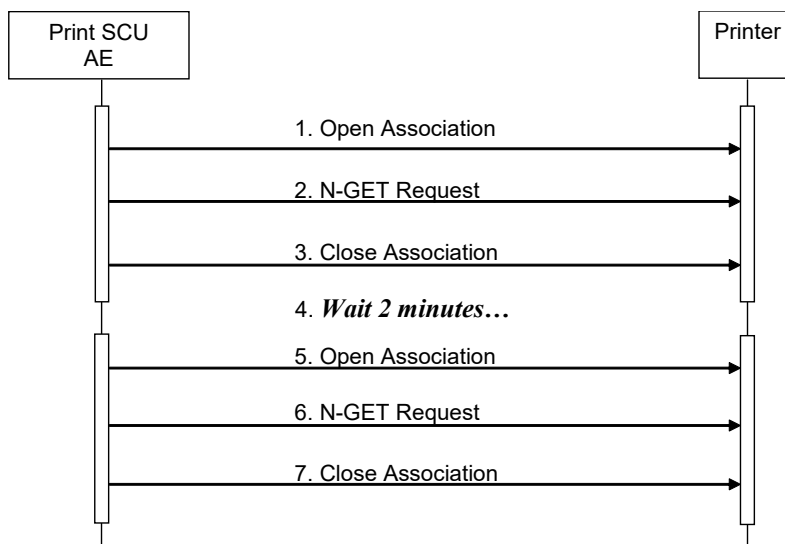 Print SCU
AE
Printer
1. Open Association
2. N-GET Request
3. Close Association
4. Wait 2 minutes…
5. Open Association
6. N-GET Request
7. Close Association